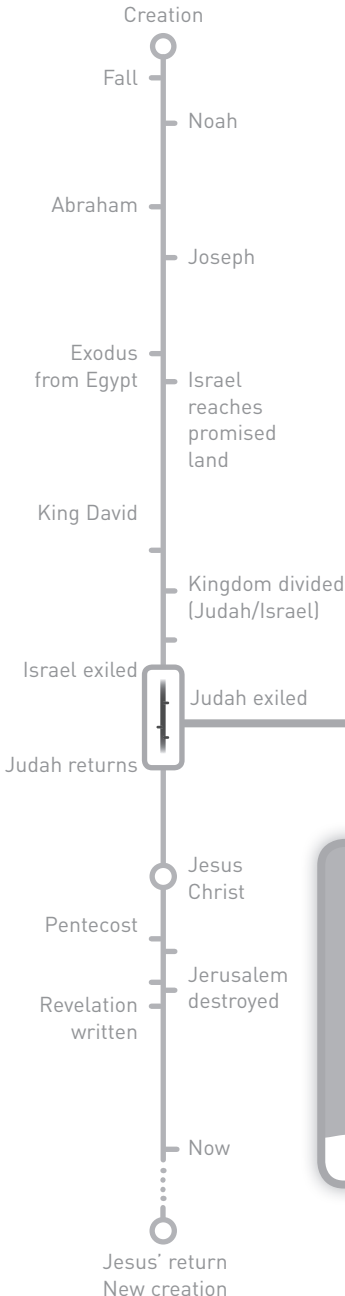 Creation
Fall
Noah
Abraham
Joseph
Exodus
from Egypt
Israel
reaches
promised
land
King David
Kingdom divided
(Judah/Israel)
Israel exiled
Judah exiled
Judah returns
Jesus
Christ
Pentecost
Jerusalem
destroyed
Revelation
written
Now
Jesus’ return
New creation